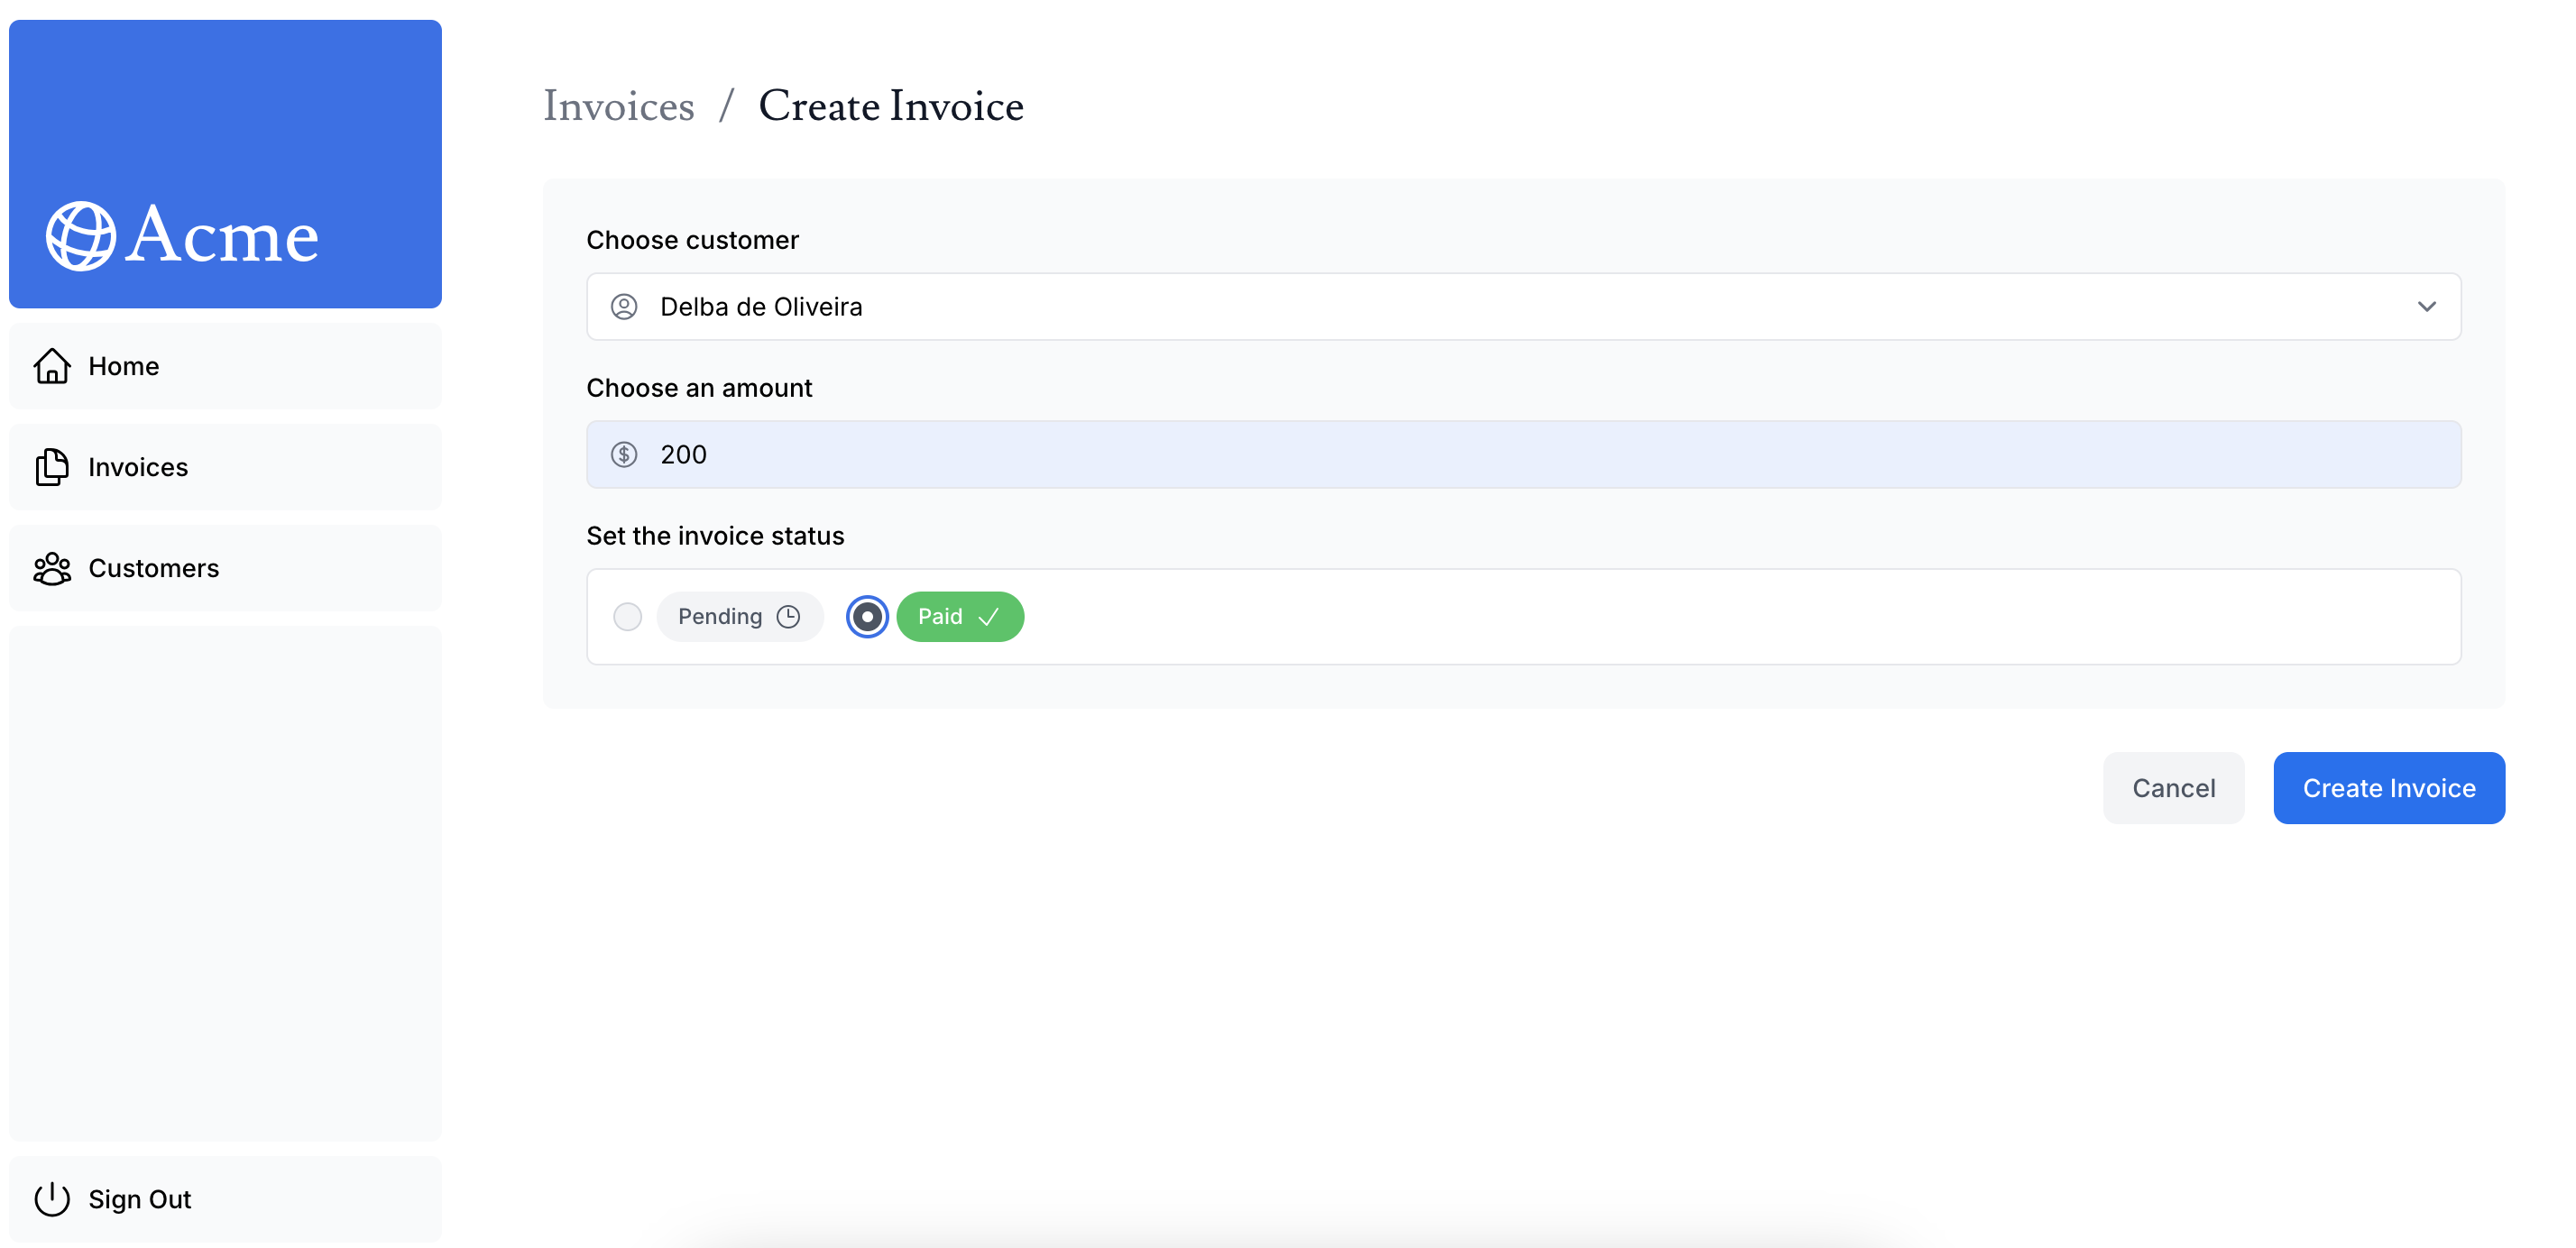 Acme
Home
Invoices
Customers
Sign Out
Invoices / Create Invoice
Choose customer
Delba de Oliveira
Choose an amount
200
Set the invoice status
Pending Paid
Cancel Create Invoice